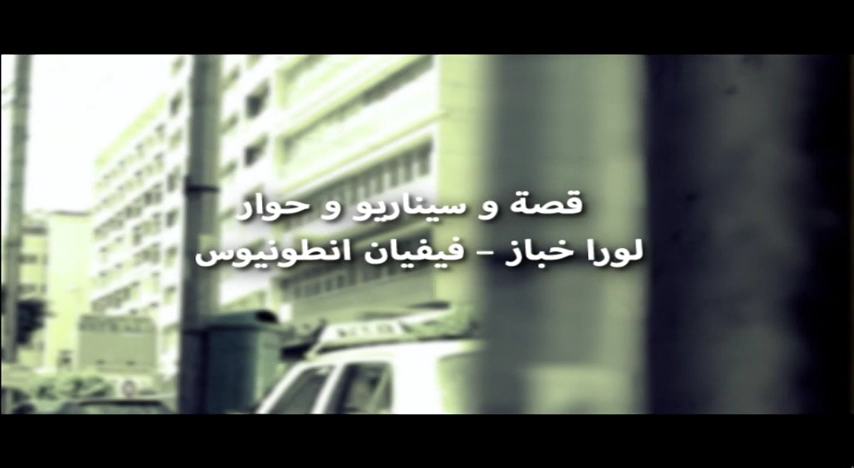 قصة و سيناريو و حوار
لورا خباز – فيفيان انطونيوس